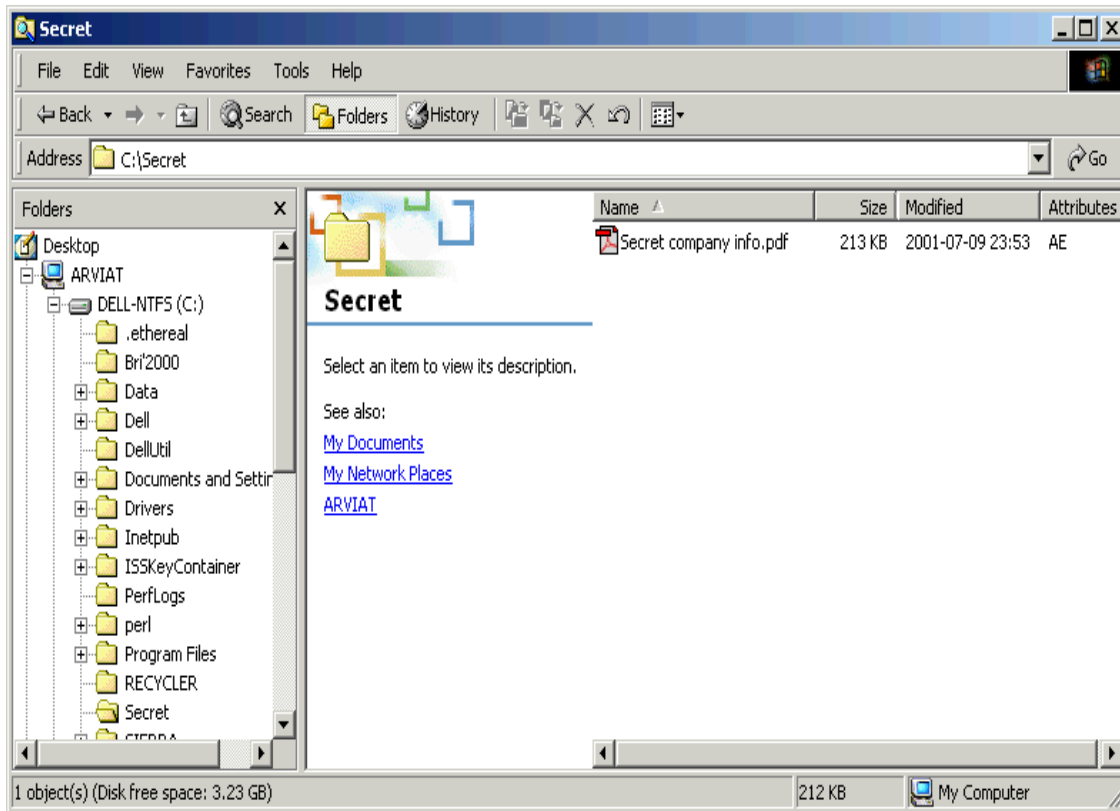 Secret
File Edit View Favorites Tools Help
Back Search Folders History
Address C:\Secret Go
Folders X
Desktop
ARVIAT
DELL-NTFS (C:)
.ethereal
Bri'2000
Data
Dell
DellUtil
Documents and Settin
Drivers
Inetpub
ISSKeyContainer
PerfLogs
perl
Program Files
RECYCLER
Secret
Secret
Select an item to view its description.
See also:
My Documents
My Network Places
ARVIAT
Name Size Modified Attributes
Secret company info.pdf 213 KB 2001-07-09 23:53 AE
1 object(s) (Disk free space: 3.23 GB) 212 KB My Computer